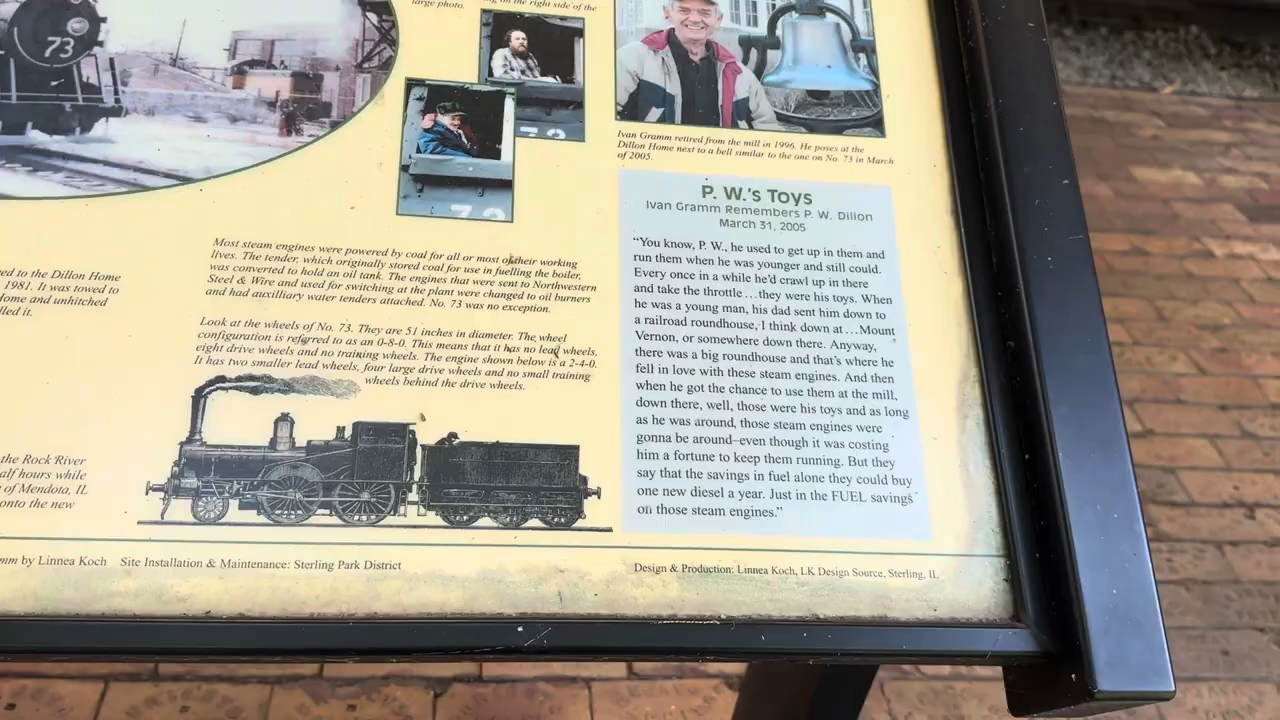 73
large photo.
on the right side of the
Ivan Gramm retired from the mill in 1996. He poses at the
Dillon Home next to a bell similar to the one on No. 73 in March
of 2005.
P. W.'s Toys
Ivan Gramm Remembers P. W. Dillon
March 31, 2005
“You know, P. W., he used to get up in them and
run them when he was younger and still could.
Every once in a while he'd crawl up in there
and take the throttle…they were his toys. When
he was a young man, his dad sent him down to
a railroad roundhouse, I think down at…Mount
Vernon, or somewhere down there. Anyway,
there was a big roundhouse and that's where he
fell in love with these steam engines. And then
when he got the chance to use them at the mill,
down there, well, those were his toys and as long
as he was around, those steam engines were
gonna be around–even though it was costing
him a fortune to keep them running. But they
say that the savings in fuel alone they could buy
one new diesel a year. Just in the FUEL savings
on those steam engines.”
Most steam engines were powered by coal for all or most of their working
lives. The tender, which originally stored coal for use in fuelling the boiler,
was converted to hold an oil tank. The engines that were sent to Northwestern
Steel & Wire and used for switching at the plant were changed to oil burners
and had auxilliary water tenders attached. No. 73 was no exception.
Look at the wheels of No. 73. They are 51 inches in diameter. The wheel
configuration is referred to as an 0-8-0. This means that it has no lead wheels,
eight drive wheels and no training wheels. The engine shown below is a 2-4-0.
It has two smaller lead wheels, four large drive wheels and no small training
wheels behind the drive wheels.
to the Dillon Home
1981. It was towed to
and unhitched
it.
the Rock River
half hours while
of Mendota, IL
onto the new
by Linnea Koch Site Installation & Maintenance: Sterling Park District
Design & Production: Linnea Koch, LK Design Source, Sterling, IL